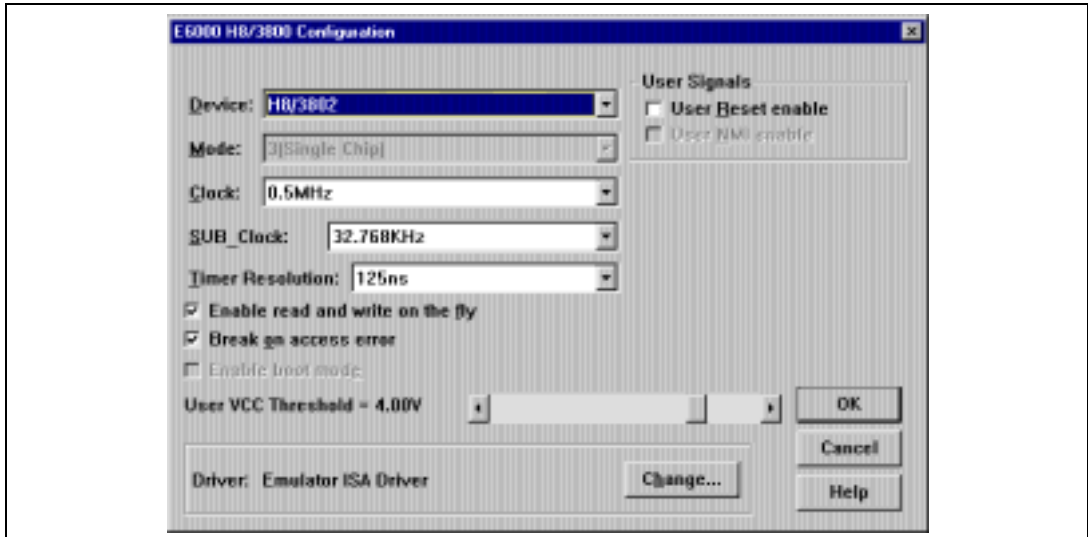 E6000 H8/3800 Configuration
Device: H8/3802
Mode: 3(Single Chip)
Clock: 0.5MHz
SUB_Clock: 32.768KHz
Timer Resolution: 125ns
Enable read and write on the fly
Break on access error
Enable boot mode
User VCC Threshold = 4.00V
User Signals
User Reset enable
User NMI enable
Driver: Emulator ISA Driver
Change...
OK
Cancel
Help